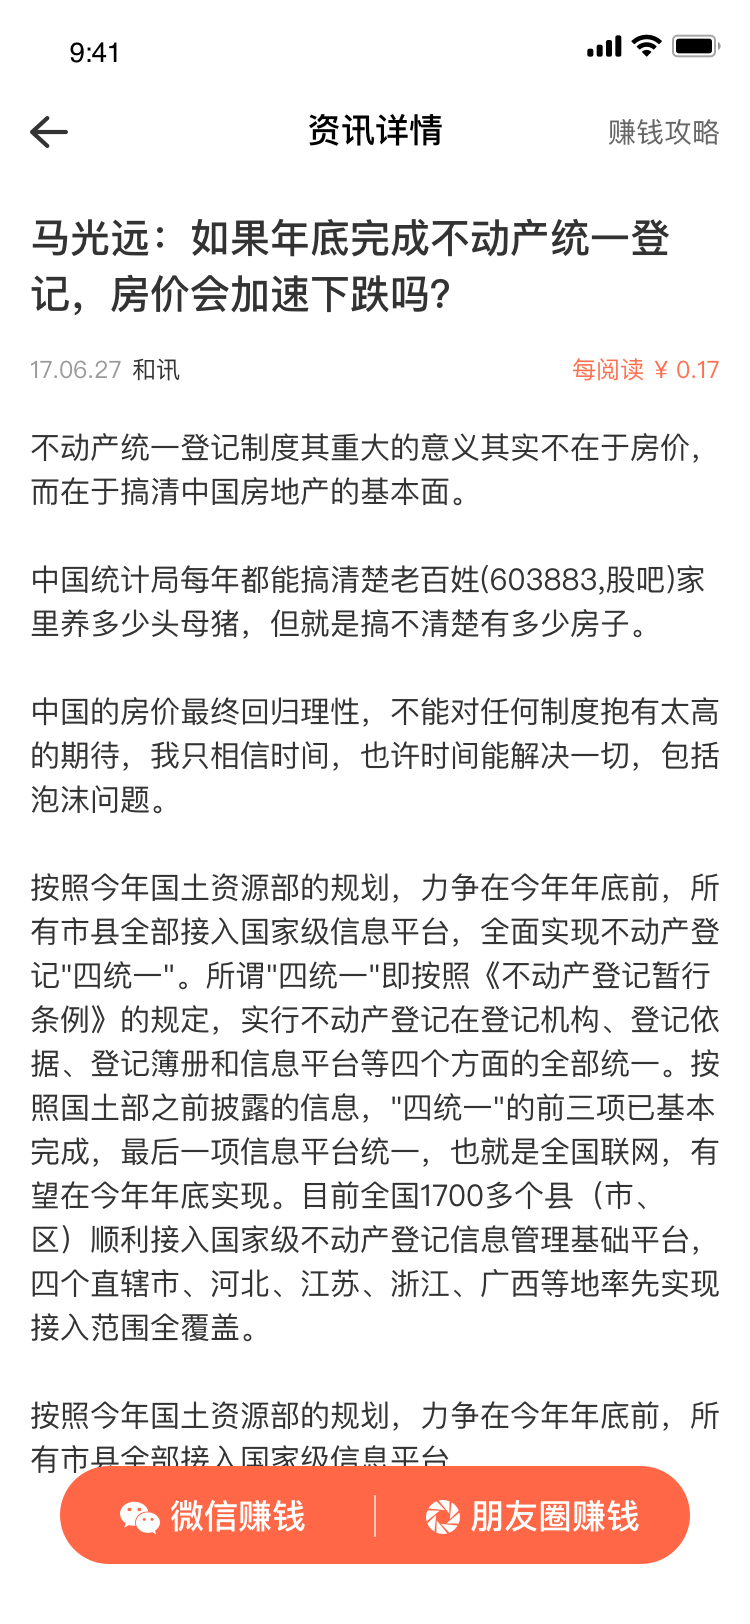 9:41
资讯详情
赚钱攻略
马光远：如果年底完成不动产统一登
记，房价会加速下跌吗？
17.06.27 和讯
每阅读 ¥ 0.17
不动产统一登记制度其重大的意义其实不在于房价，
而在于搞清中国房地产的基本面。
中国统计局每年都能搞清楚老百姓(603883,股吧)家
里养多少头母猪，但就是搞不清楚有多少房子。
中国的房价最终回归理性，不能对任何制度抱有太高
的期待，我只相信时间，也许时间能解决一切，包括
泡沫问题。
按照今年国土资源部的规划，力争在今年年底前，所
有市县全部接入国家级信息平台，全面实现不动产登
记"四统一"。所谓"四统一"即按照《不动产登记暂行
条例》的规定，实行不动产登记在登记机构、登记依
据、登记簿册和信息平台等四个方面的全部统一。按
照国土部之前披露的信息，"四统一"的前三项已基本
完成，最后一项信息平台统一，也就是全国联网，有
望在今年年底实现。目前全国1700多个县（市、
区）顺利接入国家级不动产登记信息管理基础平台，
四个直辖市、河北、江苏、浙江、广西等地率先实现
接入范围全覆盖。
按照今年国土资源部的规划，力争在今年年底前，所
有市县全部接入国家级信息平台
微信赚钱
朋友圈赚钱